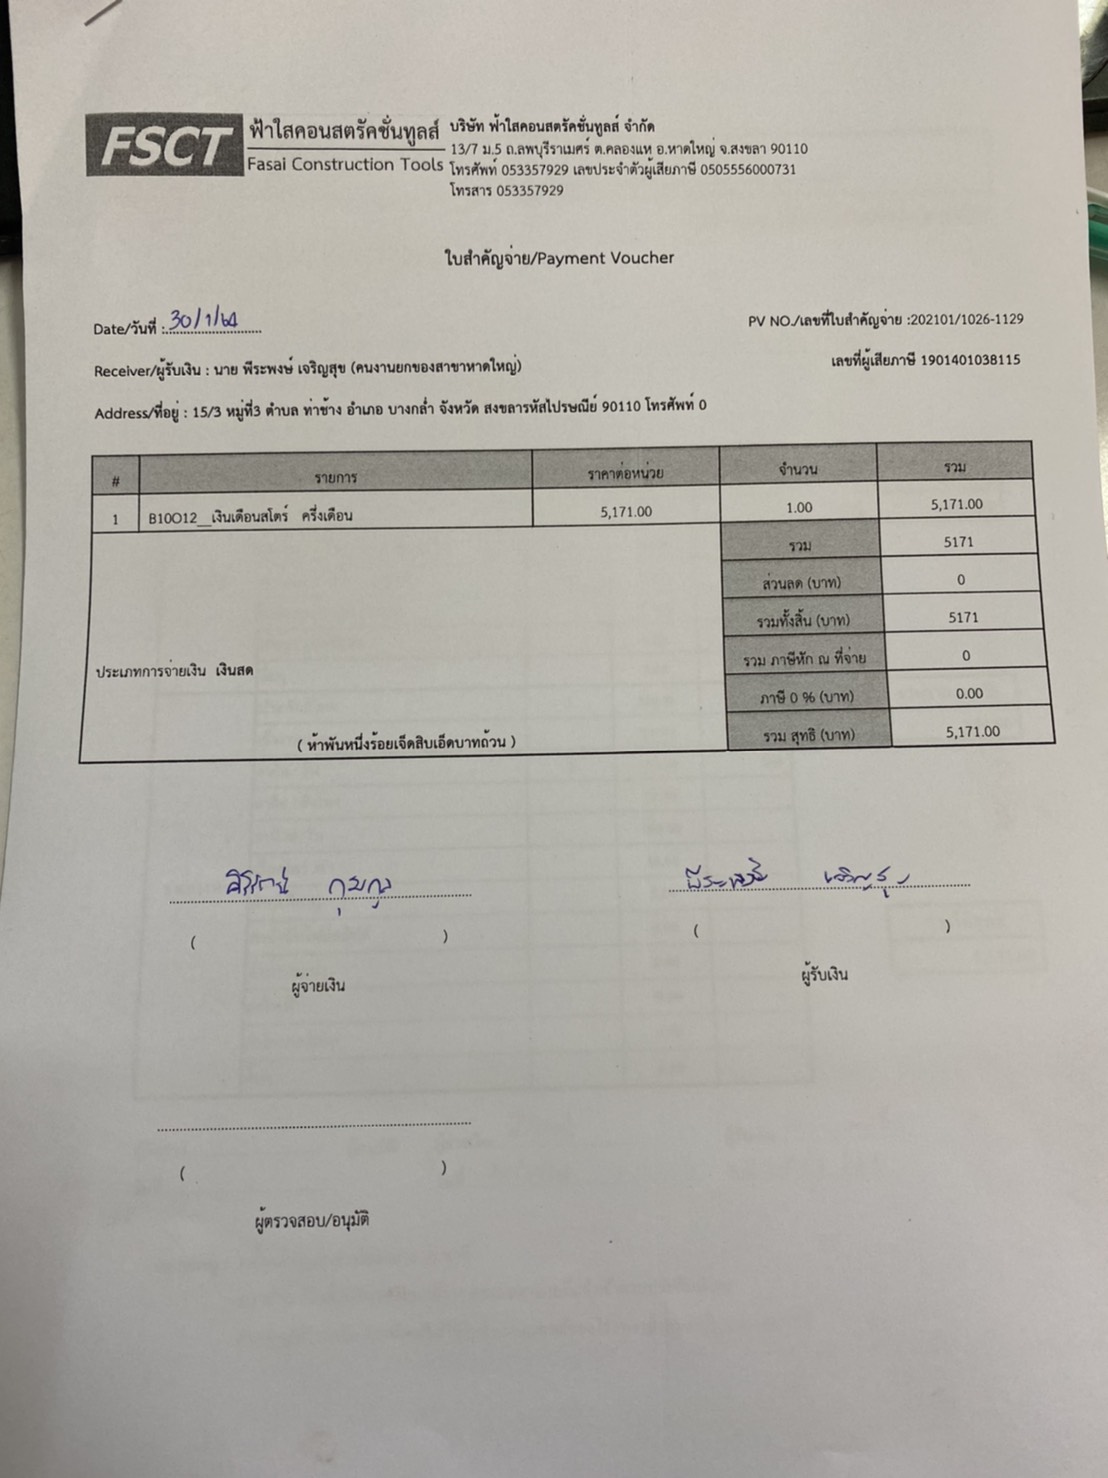 FSCT ฟ้าใสคอนสตรัคชั่นทูลส์
Fasai Construction Tools
บริษัท ฟ้าใสคอนสตรัคชั่นทูลส์ จำกัด
13/7 ม.5 ถ.ลพบุรีราเมศร์ ต.คลองแห อ.หาดใหญ่ จ.สงขลา 90110
โทรศัพท์ 053357929 เลขประจำตัวผู้เสียภาษี 0505556000731
โทรสาร 053357929
ใบสำคัญจ่าย/Payment Voucher
Date/วันที่ : 30/1/64
PV NO./เลขที่ใบสำคัญจ่าย :202101/1026-1129
Receiver/ผู้รับเงิน : นาย พีระพงษ์ เจริญสุข (คนงานยกของสาขาหาดใหญ่)
เลขที่ผู้เสียภาษี 1901401038115
Address/ที่อยู่ : 15/3 หมู่ที่3 ตำบล ท่าช้าง อำเภอ บางกล่ำ จังหวัด สงขลารหัสไปรษณีย์ 90110 โทรศัพท์ 0
# รายการ ราคาต่อหน่วย จำนวน รวม
1 B10O12__เงินเดือนสโตร์ ครึ่งเดือน 5,171.00 1.00 5,171.00
รวม 5171
ส่วนลด (บาท) 0
รวมทั้งสิ้น (บาท) 5171
ประเภทการจ่ายเงิน เงินสด
รวม ภาษีหัก ณ ที่จ่าย 0
ภาษี 0 % (บาท) 0.00
( ห้าพันหนึ่งร้อยเจ็ดสิบเอ็ดบาทถ้วน )
รวม สุทธิ (บาท) 5,171.00
พีระพงษ์ เจริญสุข
( ) ( )
ผู้จ่ายเงิน ผู้รับเงิน
( )
ผู้ตรวจสอบ/อนุมัติ